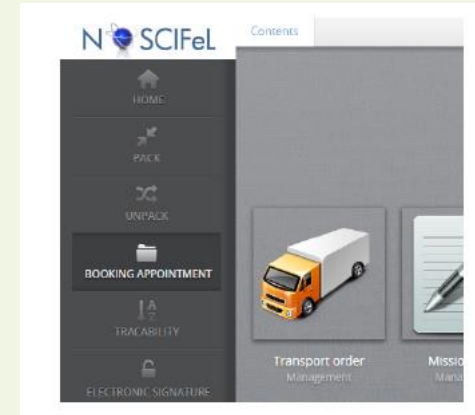 N SCIFeL
Contents
HOME
PACK
UNPACK
BOOKING APPOINTMENT
TRACABILITY
ELECTRONIC SIGNATURE
Transport order
Management
Missio
Mana